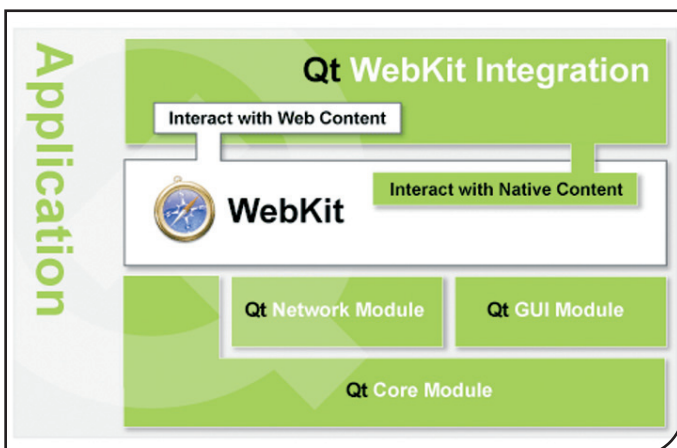 Application
Qt WebKit Integration
Interact with Web Content
Interact with Native Content
WebKit
Qt Network Module
Qt GUI Module
Qt Core Module